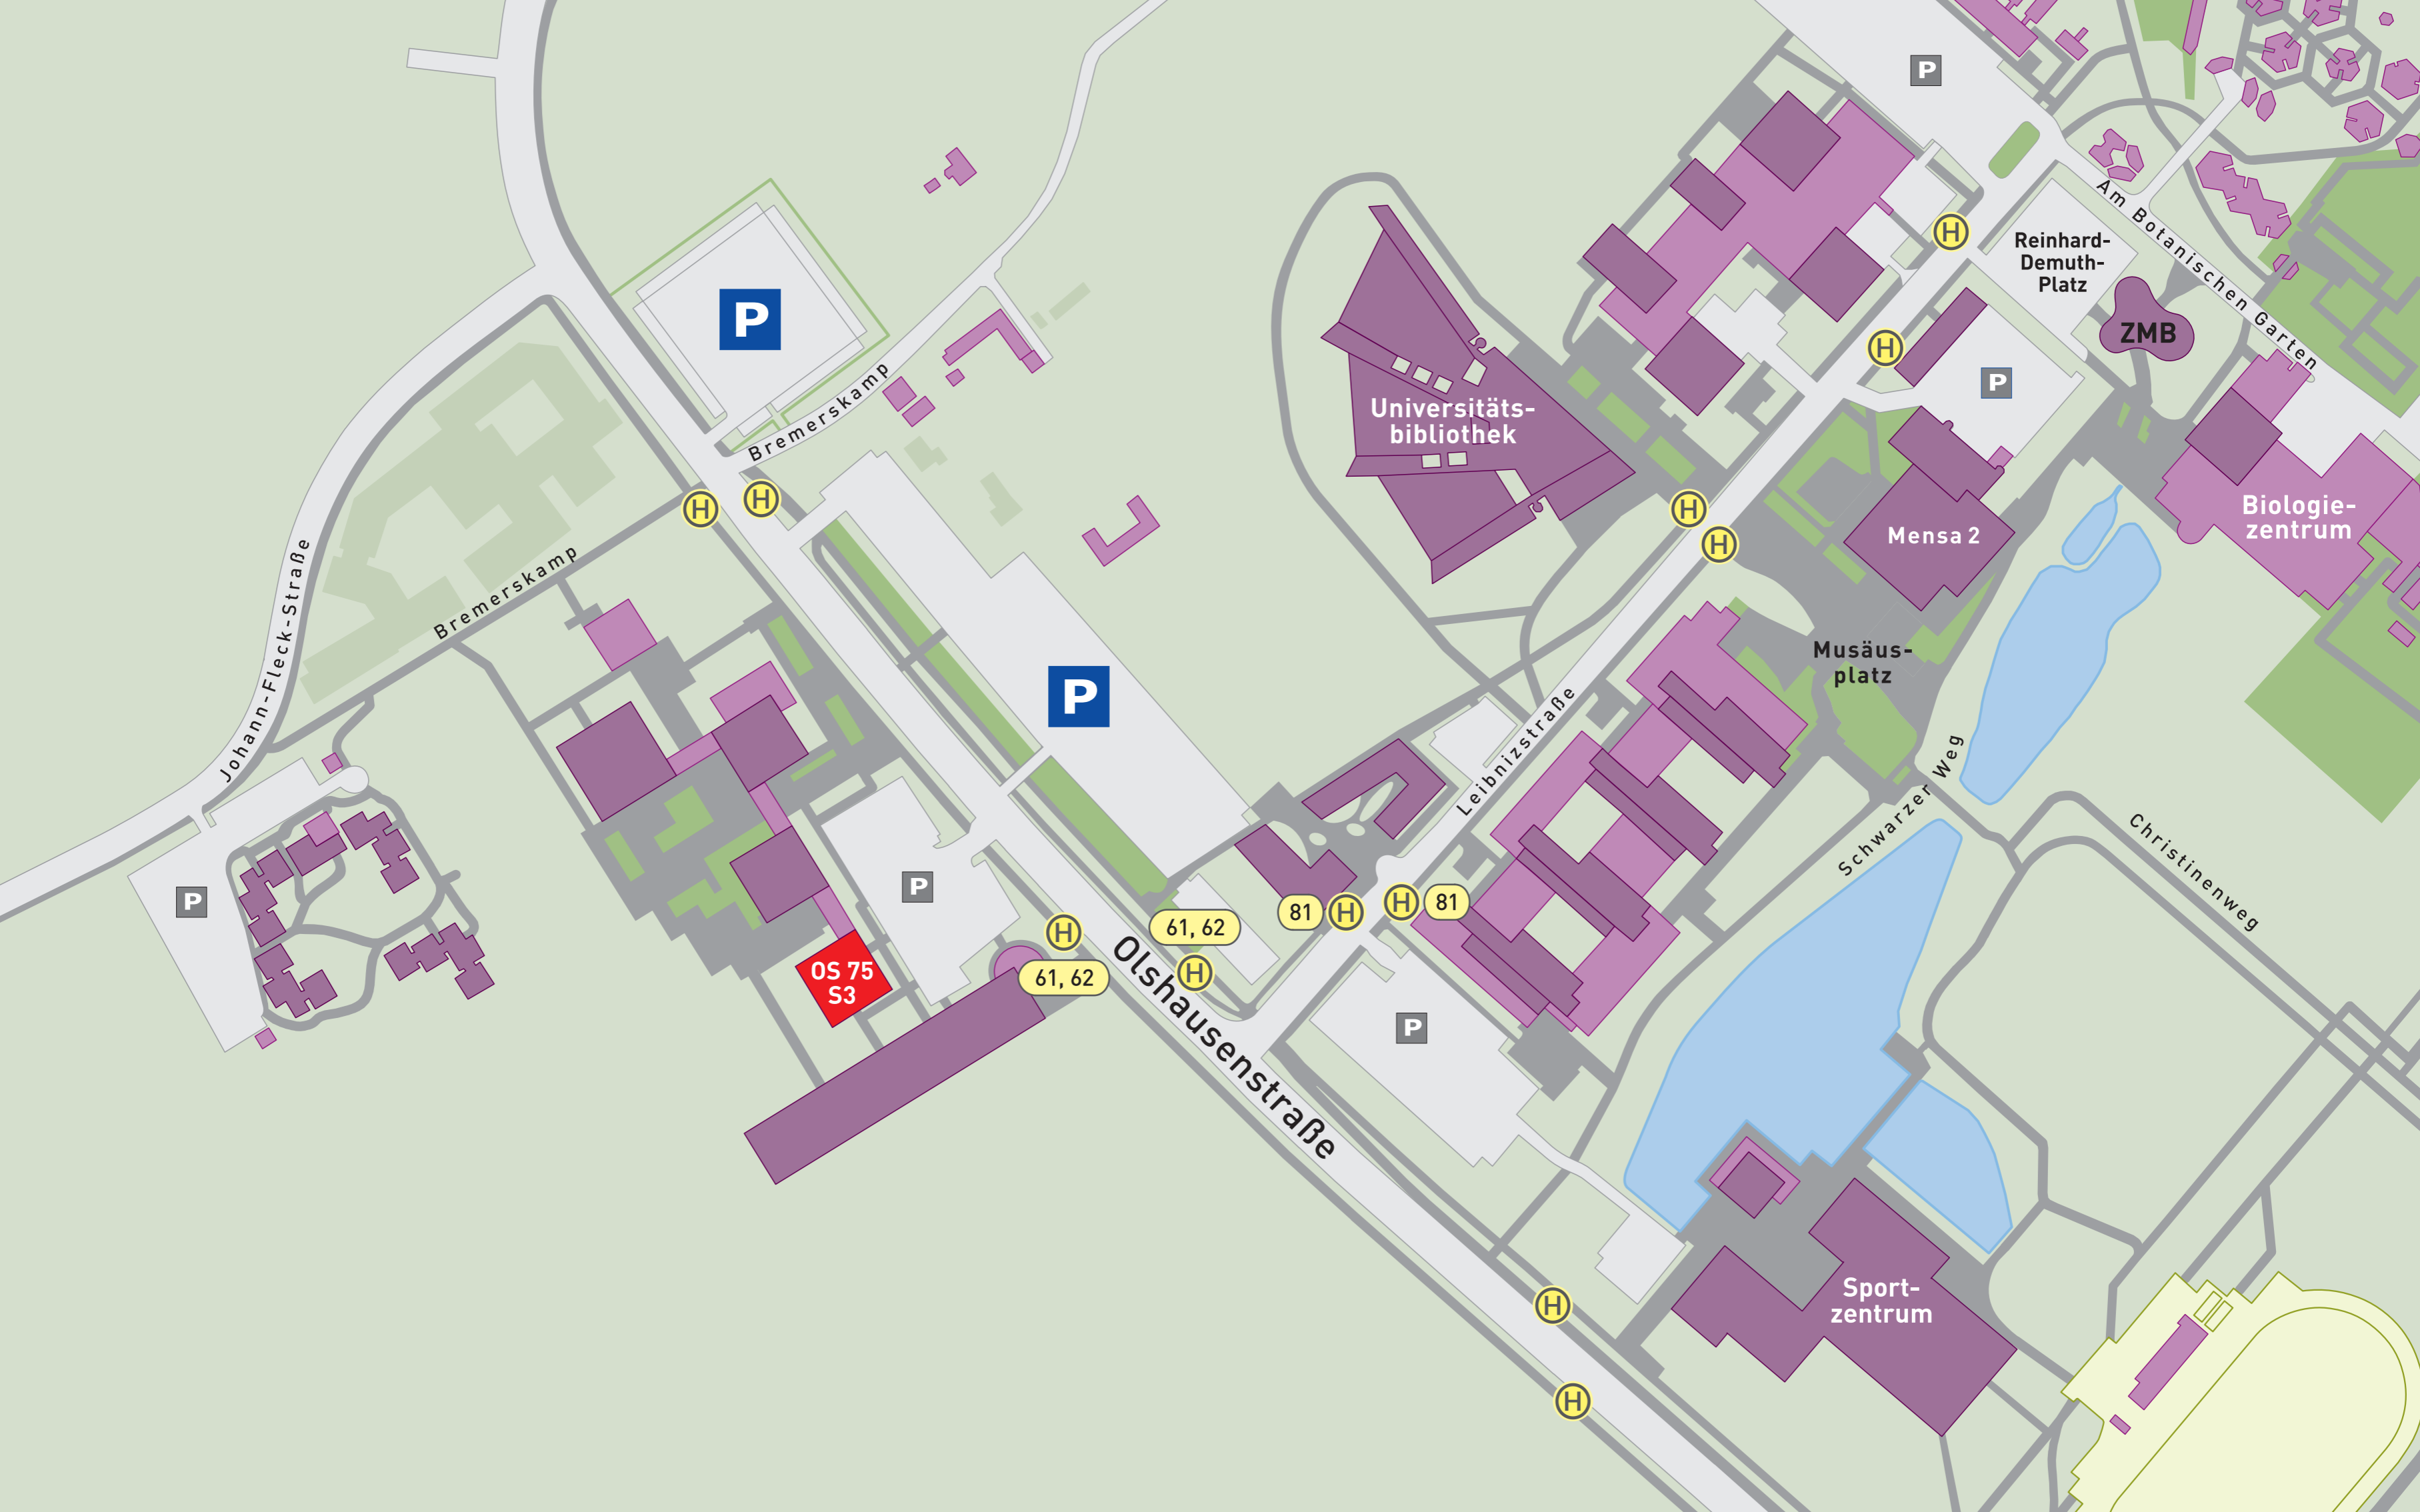 P
Am Botanischen Garten
H
Reinhard-
Demuth-
Platz
P
ZMB
H
P
Bremerskamp
Universitäts-
bibliothek
H
H
H
H
Mensa 2
Biologie-
zentrum
Johann-Fleck-Straße
Bremerskamp
P
Musäus-
platz
Leibnizstraße
Schwarzer Weg
Christinenweg
P
P
61, 62
81
H
H
81
H
61, 62
H
OS 75
S3
Olshausenstraße
P
Sport-
zentrum
H
H